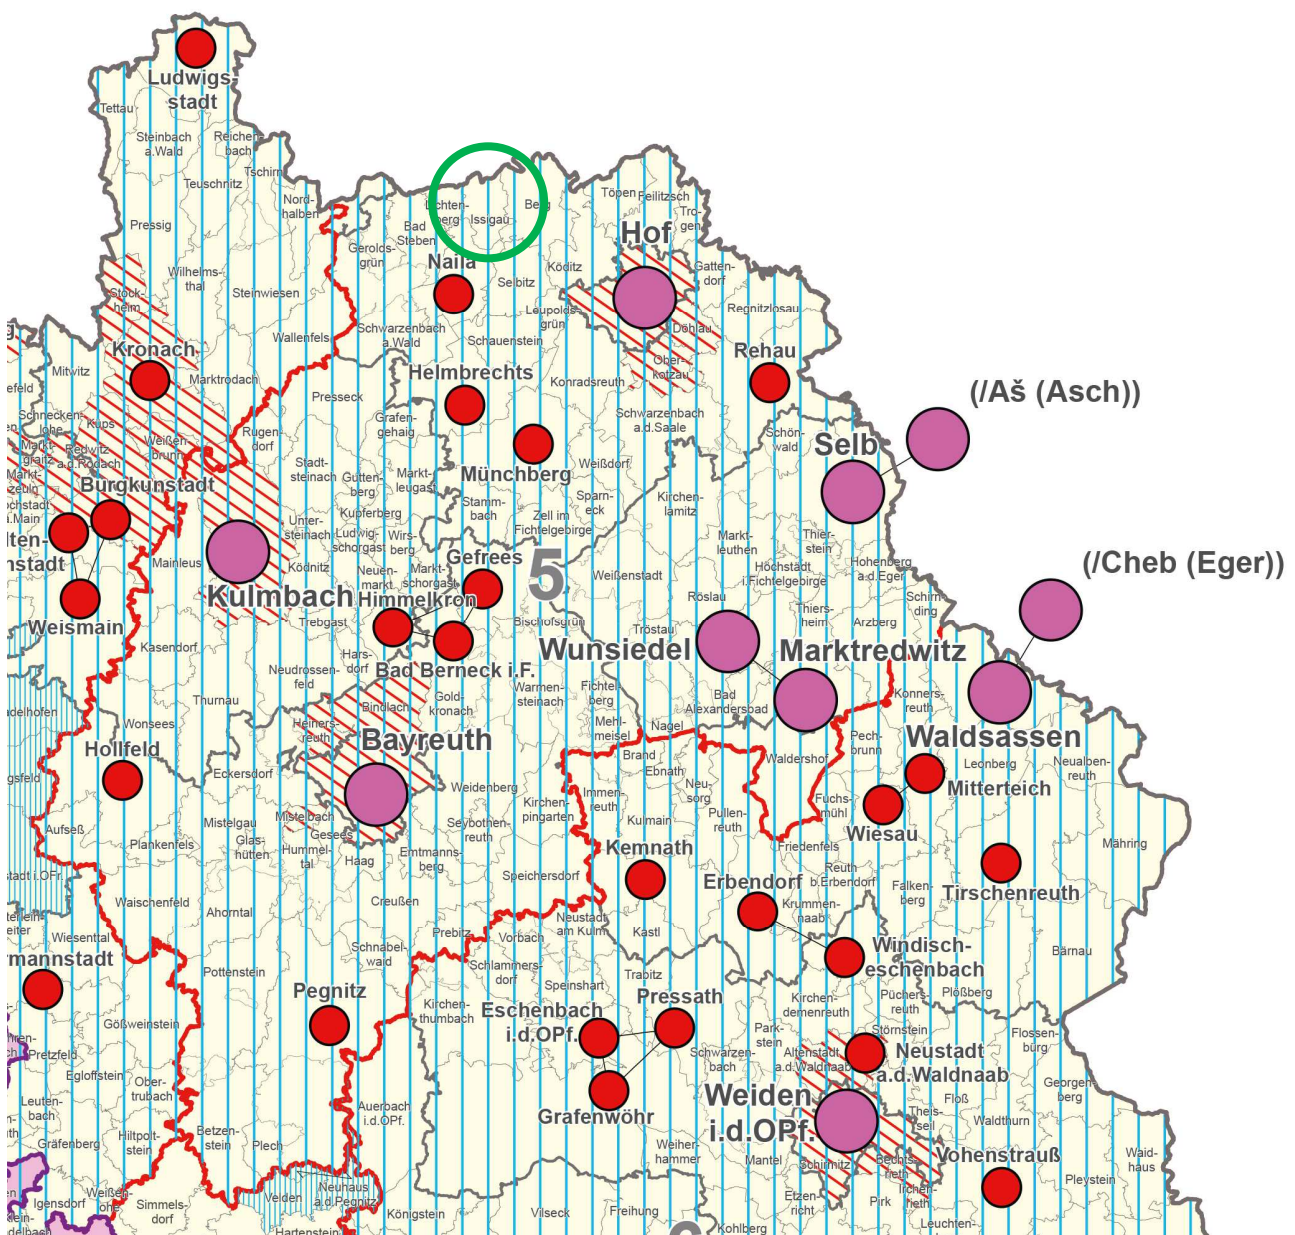 Ludwigs-
stadt
Tettau
Steinbach
a.Wald
Reichen-
bach
Tschirn
Teuschnitz
Nord-
halben
Pressig
Lichten-
berg
Issigau
Berg
Bad
Steben
Gerolds-
grün
Töpen
Feilitzsch
Tro-
gen
Hof
Naila
Selbitz
Köditz
Gatten-
dorf
Regnitzlosau
Wilhelms-
thal
Steinwiesen
Stock-
heim
Wallenfels
Leupolds-
grün
Döhlau
Schwarzenbach
a.Wald
Schauenstein
Kronach
Mitwitz
Marktrodach
Helmbrechts
Konradsreuth
Ober-
kotzau
Rehau
(/Aš (Asch))
Presseck
Grafen-
gehaig
Schwarzenbach
a.d.Saale
Schön-
wald
Selb
Schnecken-
lohe
Küps
Weißen-
brunn
Rugen
dorf
Markt-
graitz
Redwitz
a.d.Rodach
Stadt-
steinach
Gutten-
berg
Markt-
leugast
Münchberg
Weißdorf
Burgkunstadt
Kupferberg
Stamm-
bach
Sparn-
eck
Kirchen-
lamitz
Zell im
Fichtelgebirge
Unter-
steinach
Ludwig-
schorgast
Wirs-
berg
Markt-
leuthen
Thier-
stein
Mainleus
Ködnitz
Neuen-
markt
Markt-
schorgast
Gefrees
5
Weißenstadt
Höchstädt
i.Fichtelgebirge
Hohenberg
a.d.Eger
(/Cheb (Eger))
Kulmbach
Himmelkron
Röslau
Schirn-
ding
Weismain
Trebgast
Bischofsgrün
Tröstau
Thiers-
heim
Arzberg
Kasendorf
Hars-
dorf
Bad Berneck i.F.
Wunsiedel
Marktredwitz
Neudrossen-
feld
Thurnau
Bindlach
Gold-
kronach
Warmen-
steinach
Fichtel
berg
Bad
Alexandersbad
Konners-
reuth
Wonsees
Heiners-
reuth
Mehl-
meisel
Nagel
Hollfeld
Bayreuth
Brand
Ebnath
Pech-
brunn
Waldershof
Waldsassen
Leonberg
Neualben-
reuth
Eckersdorf
Weidenberg
Immen-
reuth
Neu-
sorg
Mitterteich
Aufseß
Mistelgau
Mistelbach
Gesees
Kirchen-
pingarten
Kulmain
Pullen-
reuth
Fuchs-
mühl
Wiesau
Plankenfels
Glas-
hütten
Hummel-
tal
Haag
Emtmanns-
berg
Seybothen-
reuth
Kemnath
Friedenfels
Mähring
Erbendorf
Reuth
b.Erbendorf
Falken-
berg
Tirschenreuth
Waischenfeld
Ahorntal
Creußen
Speichersdorf
Krummen-
naab
Wiesenttal
Schnabel-
waid
Prebitz
Neustadt
am Kulm
Vorbach
Kastl
Windisch-
eschenbach
Bärnau
Pottenstein
Schlammers-
dorf
Speinshart
Trabitz
Pegnitz
Kirchen-
thumbach
Eschenbach
i.d.OPf.
Pressath
Kirchen-
demenreuth
Püchers-
reuth
Plößberg
Gößweinstein
Park-
stein
Störnstein
Flossen-
bürg
Pretzfeld
Schwarzen-
bach
Altenstadt
a.d.Waldnaab
Neustadt
a.d.Waldnaab
Egloffstein
Ober-
trubach
Grafenwöhr
Weiden
i.d.OPf.
Georgen-
berg
Floß
Leuten-
bach
Auerbach
i.d.OPf.
Theis-
seil
Waldthurn
Gräfenberg
Hiltpolt-
stein
Betzen-
stein
Plech
Weiher-
hammer
Mantel
Schirmitz
Bechts-
rieth
Vohenstrauß
Waid-
haus
Igensdorf
Weißen-
ohe
Simmels-
dorf
Velden
Neuhaus
a.d.Pegnitz
Hartenstein
Königstein
Vilseck
Freihung
Etzen-
richt
Pirk
Irchen-
rieth
Pleystein
Kohlberg
Leuchten-